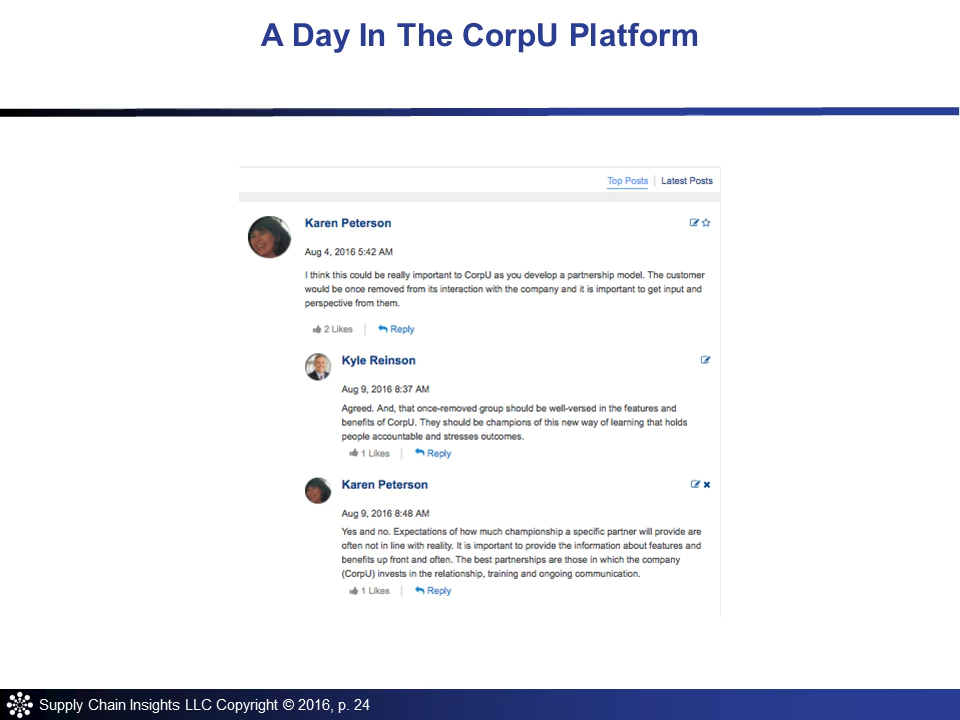 A Day In The CorpU Platform
Top Posts | Latest Posts
Karen Peterson
Aug 4, 2016 5:42 AM
I think this could be really important to CorpU as you develop a partnership model. The customer
would be once removed from its interaction with the company and it is important to get input and
perspective from them.
2 Likes | Reply
Kyle Reinson
Aug 9, 2016 8:37 AM
Agreed. And, that once-removed group should be well-versed in the features and
benefits of CorpU. They should be champions of this new way of learning that holds
people accountable and stresses outcomes.
1 Likes | Reply
Karen Peterson
Aug 9, 2016 8:48 AM
Yes and no. Expectations of how much championship a specific partner will provide are
often not in line with reality. It is important to provide the information about features and
benefits up front and often. The best partnerships are those in which the company
(CorpU) invests in the relationship, training and ongoing communication.
1 Likes | Reply
Supply Chain Insights LLC Copyright © 2016, p. 24